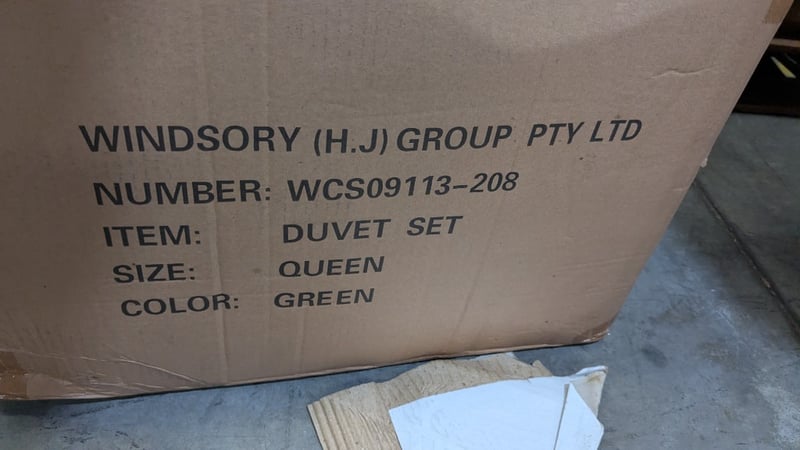 WINDSORY (H.J) GROUP PTY LTD
NUMBER: WCS09113-208
ITEM: DUVET SET
SIZE: QUEEN
COLOR: GREEN